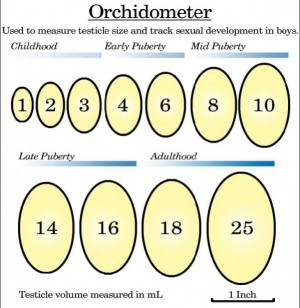 Orchidometer
Used to measure testicle size and track sexual development in boys.
Childhood Early Puberty Mid Puberty
1 2 3 4 6 8 10
Late Puberty Adulthood
14 16 18 25
Testicle volume measured in mL 1 Inch